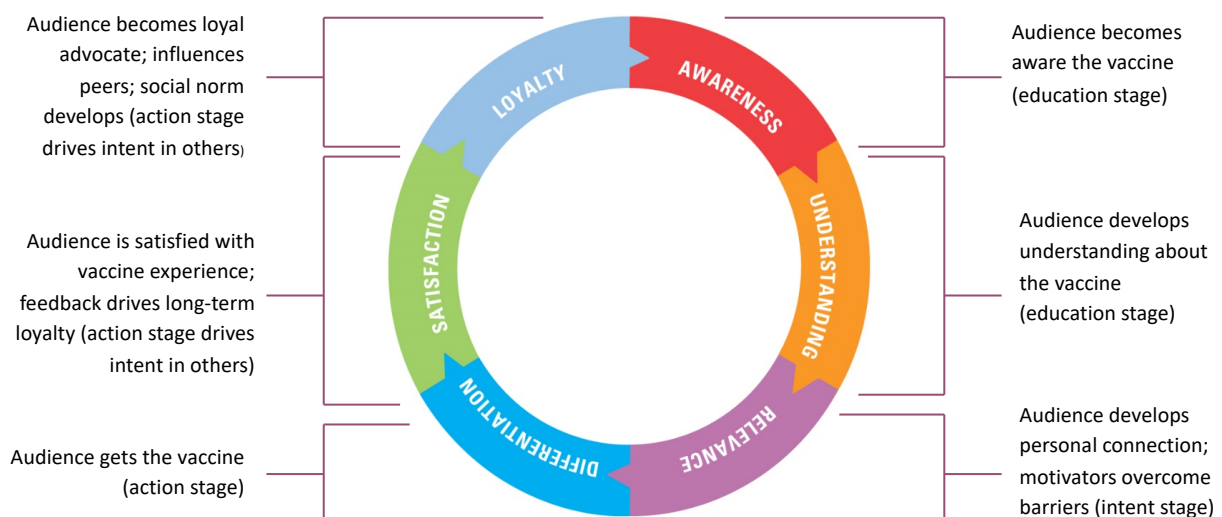 Audience becomes loyal
advocate; influences
peers; social norm
develops (action stage
drives intent in others)
Audience is satisfied with
vaccine experience;
feedback drives long-term
loyalty (action stage drives
intent in others)
Audience gets the vaccine
(action stage)
LOYALTY
AWARENESS
UNDERSTANDING
RELEVANCE
DIFFERENTIATION
SATISFACTION
Audience becomes
aware the vaccine
(education stage)
Audience develops
understanding about
the vaccine
(education stage)
Audience develops
personal connection;
motivators overcome
barriers (intent stage)